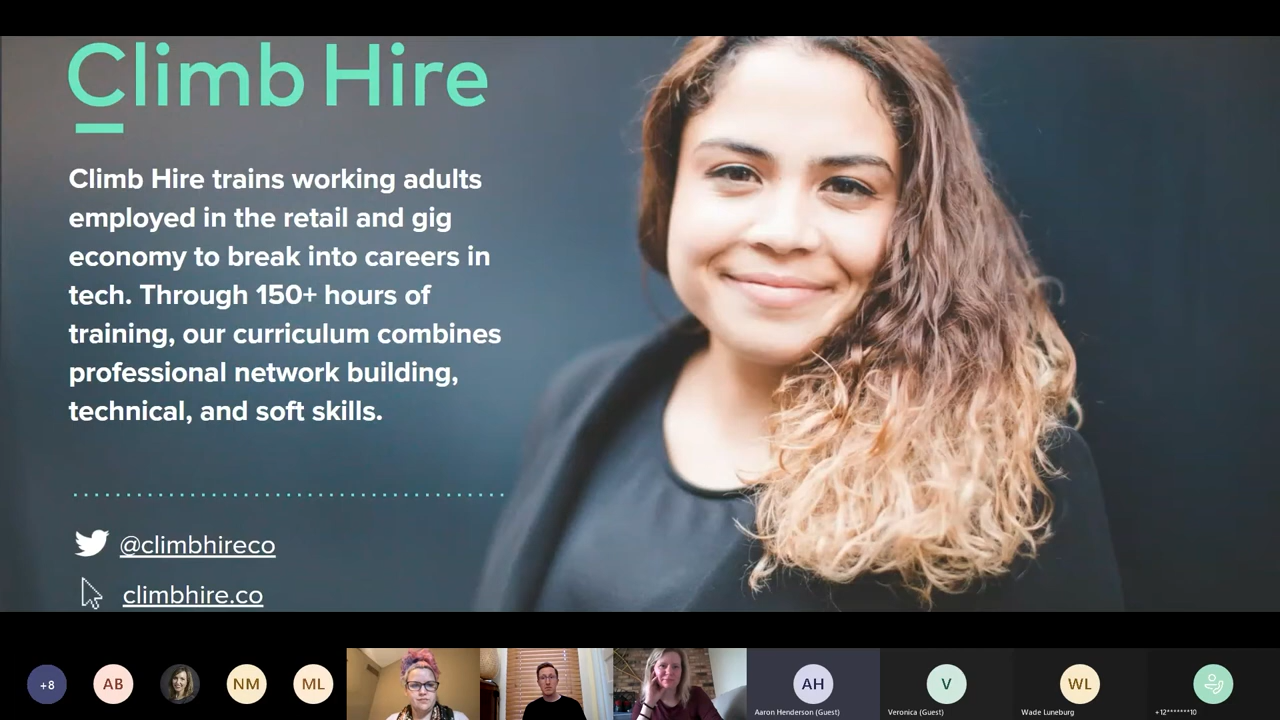 Climb Hire
Climb Hire trains working adults
employed in the retail and gig
economy to break into careers in
tech. Through 150+ hours of
training, our curriculum combines
professional network building,
technical, and soft skills.
@climbhireco
climbhire.co
+8
AB
NM
ML
AH
V
WL
Aaron Henderson (Guest)
Veronica (Guest)
Wade Luneburg
+12*******10